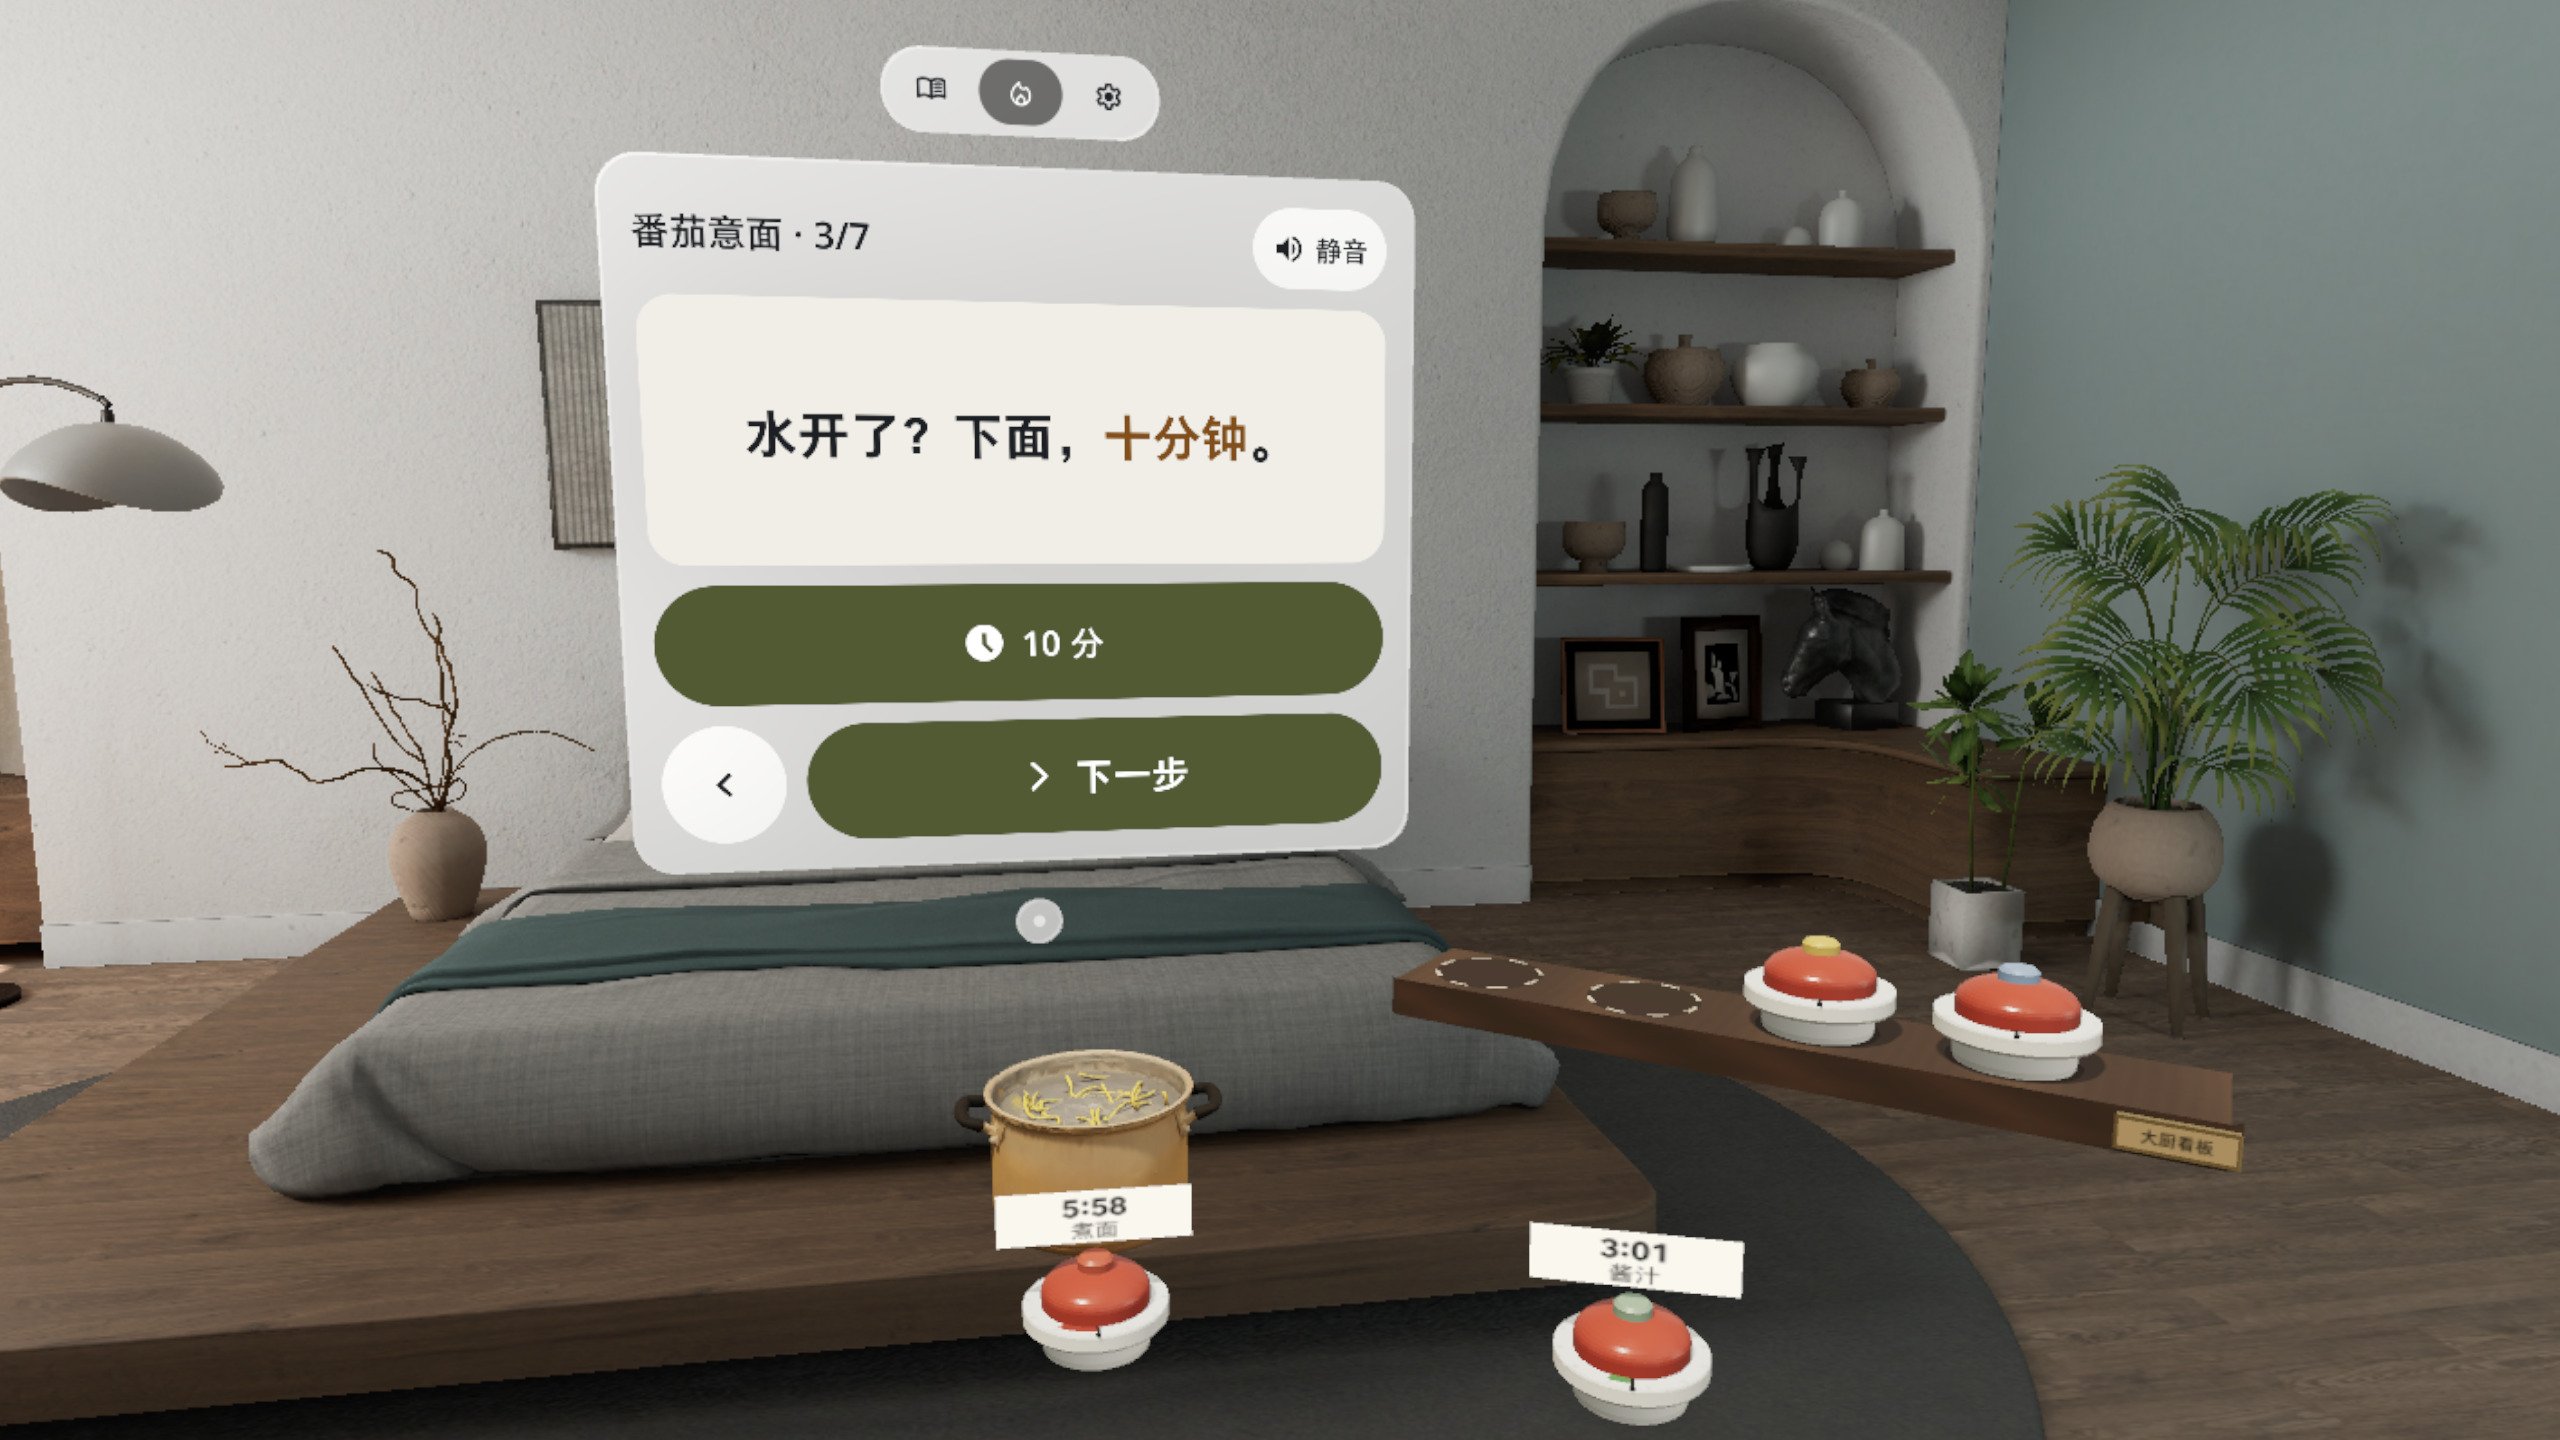 番茄意面 · 3/7
静音
水开了？下面，十分钟。
10 分
下一步
5:58
煮面
3:01
酱汁
大厨看板